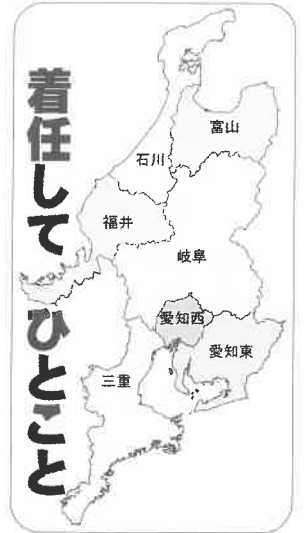 着任して ひとこと
富山
石川
福井
岐阜
愛知西
愛知東
三重